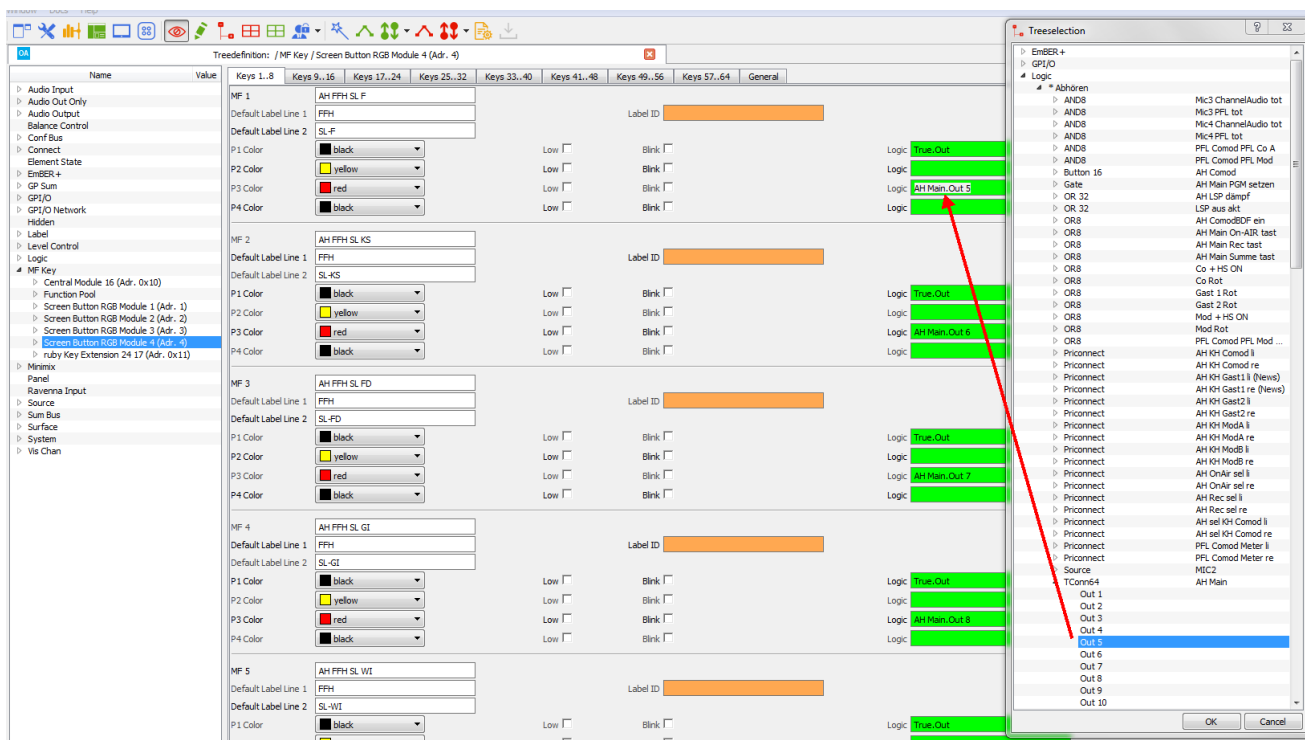 Window Docs Help
OA
Treedefinition: / MF Key / Screen Button RGB Module 4 (Adr. 4)
Name Value
Audio Input
Audio Out Only
Audio Output
Balance Control
Conf Bus
Connect
Element State
EmBER+
GP Sum
GPI/O
GPI/O Network
Hidden
Label
Level Control
Logic
MF Key
Central Module 16 (Adr. 0x10)
Function Pool
Screen Button RGB Module 1 (Adr. 1)
Screen Button RGB Module 2 (Adr. 2)
Screen Button RGB Module 3 (Adr. 3)
Screen Button RGB Module 4 (Adr. 4)
ruby Key Extension 24 17 (Adr. 0x11)
Minimix
Panel
Ravenna Input
Source
Sum Bus
Surface
System
Vis Chan
Keys 1..8 Keys 9..16 Keys 17..24 Keys 25..32 Keys 33..40 Keys 41..48 Keys 49..56 Keys 57..64 General
MF 1 AH FFH SL F
Default Label Line 1 FFH Label ID
Default Label Line 2 SL-F
P1 Color black Low Blink Logic True.Out
P2 Color yellow Low Blink Logic
P3 Color red Low Blink Logic AH Main.Out 5
P4 Color black Low Blink Logic
MF 2 AH FFH SL KS
Default Label Line 1 FFH Label ID
Default Label Line 2 SL-KS
P1 Color black Low Blink Logic True.Out
P2 Color yellow Low Blink Logic
P3 Color red Low Blink Logic AH Main.Out 6
P4 Color black Low Blink Logic
MF 3 AH FFH SL FD
Default Label Line 1 FFH Label ID
Default Label Line 2 SL-FD
P1 Color black Low Blink Logic True.Out
P2 Color yellow Low Blink Logic
P3 Color red Low Blink Logic AH Main.Out 7
P4 Color black Low Blink Logic
MF 4 AH FFH SL GI
Default Label Line 1 FFH Label ID
Default Label Line 2 SL-GI
P1 Color black Low Blink Logic True.Out
P2 Color yellow Low Blink Logic
P3 Color red Low Blink Logic AH Main.Out 8
P4 Color black Low Blink Logic
MF 5 AH FFH SL WI
Default Label Line 1 FFH Label ID
Default Label Line 2 SL-WI
P1 Color black Low Blink Logic True.Out
Treeselection
EmBER+
GPI/O
Logic
* Abhören
AND8 Mic3 ChannelAudio tot
AND8 Mic3 PFL tot
AND8 Mic4 ChannelAudio tot
AND8 Mic4 PFL tot
AND8 PFL Comod PFL Co A
AND8 PFL Comod PFL Mod
Button 16 AH Comod
Gate AH Main PGM setzen
OR 32 AH LSP dämpf
OR 32 LSP aus akt
OR8 AH ComodBDF ein
OR8 AH Main On-AIR tast
OR8 AH Main Rec tast
OR8 AH Main Summe tast
OR8 Co + HS ON
OR8 Co Rot
OR8 Gast 1 Rot
OR8 Gast 2 Rot
OR8 Mod + HS ON
OR8 Mod Rot
OR8 PFL Comod PFL Mod ...
Priconnect AH KH Comod li
Priconnect AH KH Comod re
Priconnect AH KH Gast1 li (News)
Priconnect AH KH Gast1 re (News)
Priconnect AH KH Gast2 li
Priconnect AH KH Gast2 re
Priconnect AH KH ModA li
Priconnect AH KH ModA re
Priconnect AH KH ModB li
Priconnect AH KH ModB re
Priconnect AH OnAir sel li
Priconnect AH OnAir sel re
Priconnect AH Rec sel li
Priconnect AH Rec sel re
Priconnect AH sel KH Comod li
Priconnect AH sel KH Comod re
Priconnect PFL Comod Meter li
Priconnect PFL Comod Meter re
Source MIC2
TConn64 AH Main
Out 1
Out 2
Out 3
Out 4
Out 5
Out 6
Out 7
Out 8
Out 9
Out 10
OK Cancel